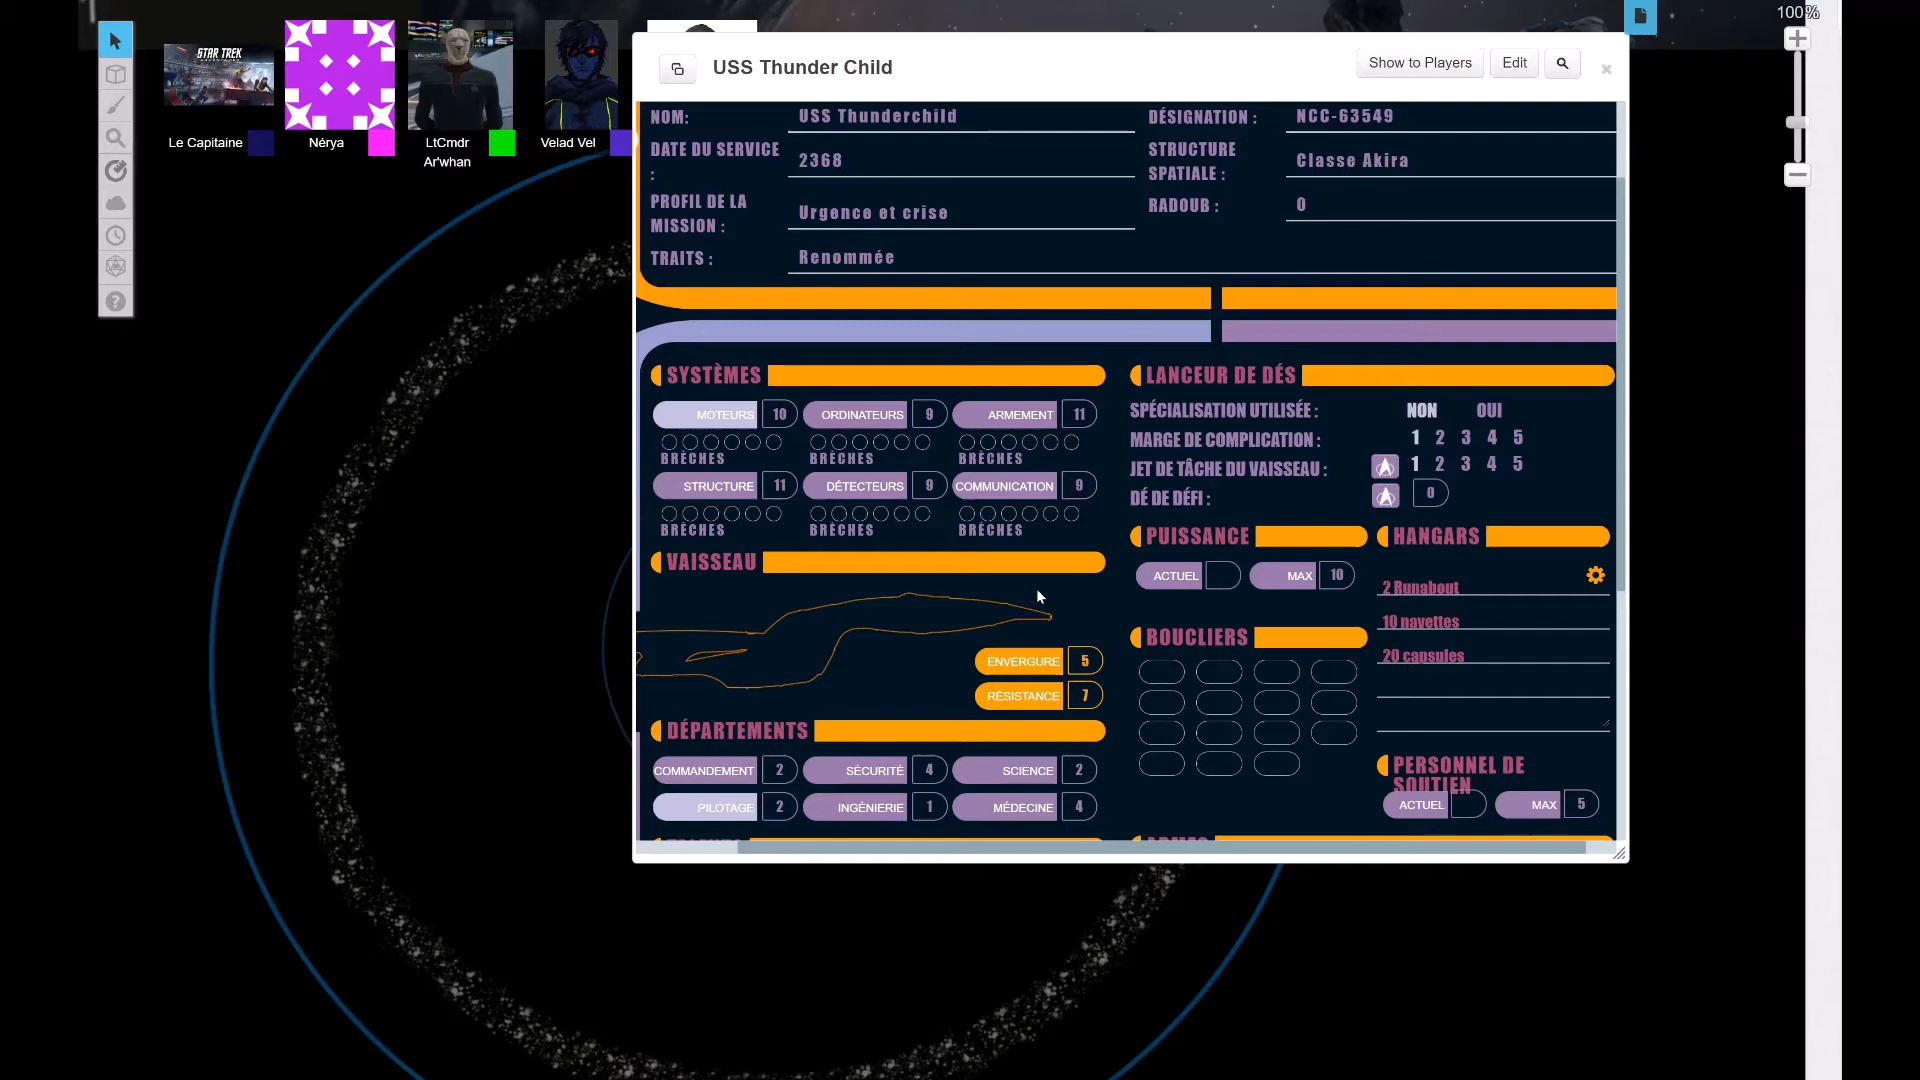 100%
STAR TREK
Le Capitaine
Nérya
LtCmdr
Ar'whan
Velad Vel
USS Thunder Child
Show to Players
Edit
NOM:
USS Thunderchild
DÉSIGNATION :
NCC-63549
DATE DU SERVICE
:
2368
STRUCTURE
SPATIALE :
Classe Akira
PROFIL DE LA
MISSION :
Urgence et crise
RADOUB :
0
TRAITS :
Renommée
SYSTÈMES
MOTEURS 10 ORDINATEURS 9 ARMEMENT 11
BRÈCHES BRÈCHES BRÈCHES
STRUCTURE 11 DÉTECTEURS 9 COMMUNICATION 9
BRÈCHES BRÈCHES BRÈCHES
LANCEUR DE DÉS
SPÉCIALISATION UTILISÉE : NON OUI
MARGE DE COMPLICATION : 1 2 3 4 5
JET DE TÂCHE DU VAISSEAU : 1 2 3 4 5
DÉ DE DÉFI : 0
VAISSEAU
ENVERGURE 5
RÉSISTANCE 7
PUISSANCE
ACTUEL MAX 10
HANGARS
2 Runabout
10 navettes
20 capsules
BOUCLIERS
DÉPARTEMENTS
COMMANDEMENT 2 SÉCURITÉ 4 SCIENCE 2
PILOTAGE 2 INGÉNIERIE 1 MÉDECINE 4
PERSONNEL DE
SOUTIEN
ACTUEL MAX 5